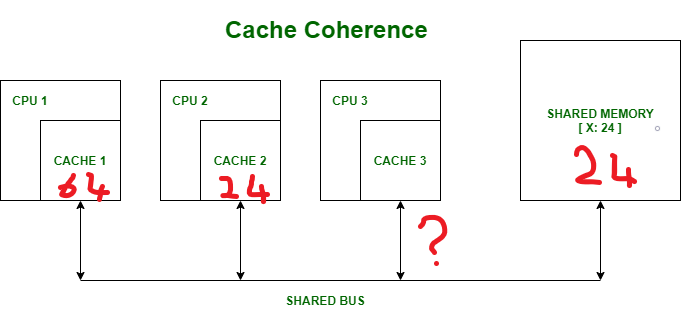 Cache Coherence
CPU 1
CACHE 1
64
CPU 2
CACHE 2
24
CPU 3
CACHE 3
?
SHARED MEMORY
[ X: 24 ]
24
SHARED BUS